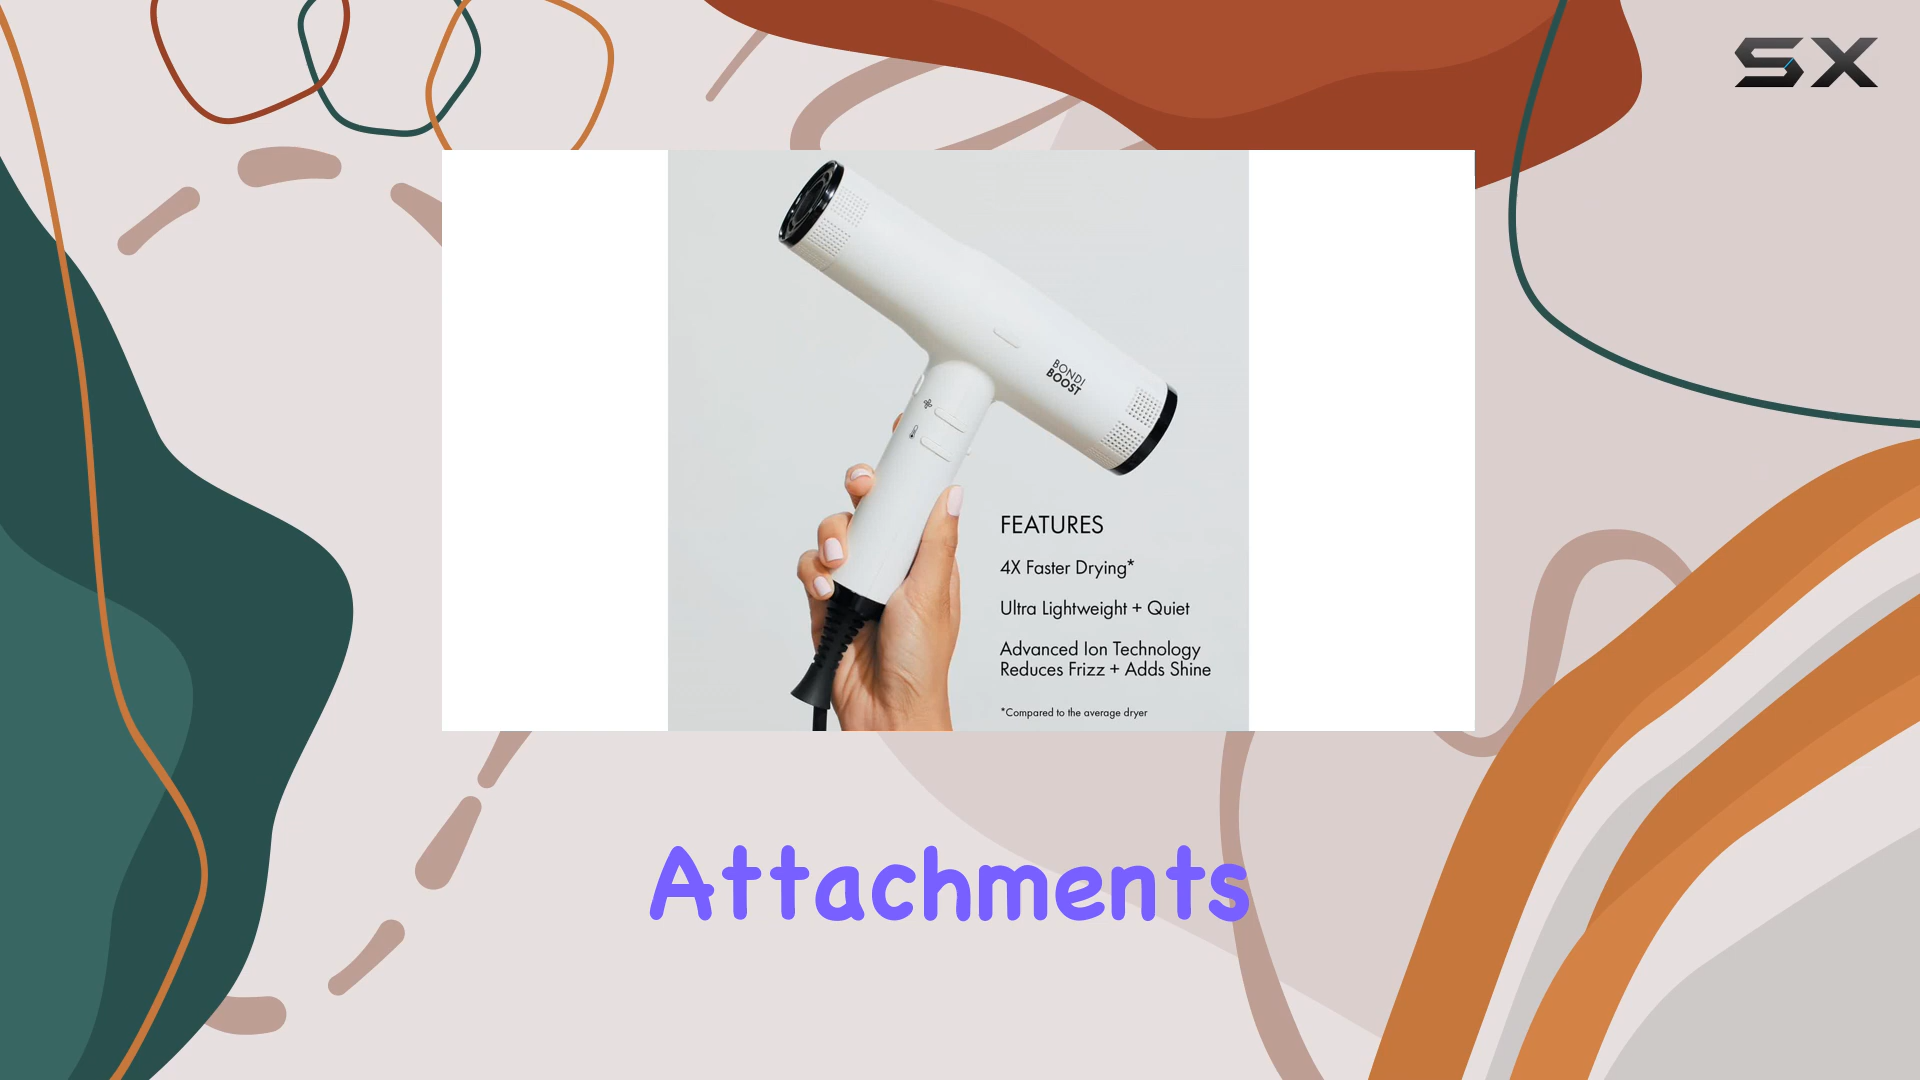 SX
BONDI
BOOST
FEATURES
4X Faster Drying*
Ultra Lightweight + Quiet
Advanced Ion Technology
Reduces Frizz + Adds Shine
*Compared to the average dryer
Attachments